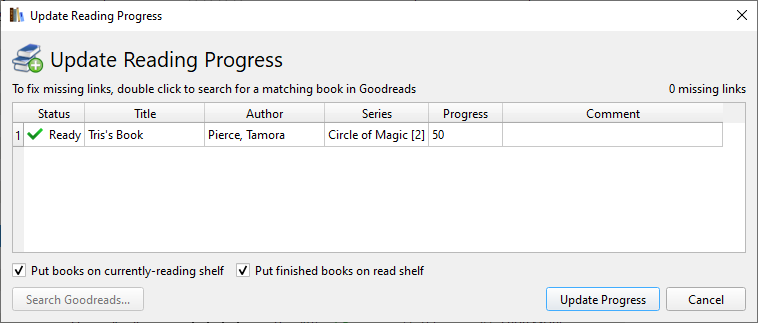 Update Reading Progress
Update Reading Progress
To fix missing links, double click to search for a matching book in Goodreads 0 missing links
Status Title Author Series Progress Comment
1 Ready Tris's Book Pierce, Tamora Circle of Magic [2] 50
Put books on currently-reading shelf Put finished books on read shelf
Search Goodreads... Update Progress Cancel